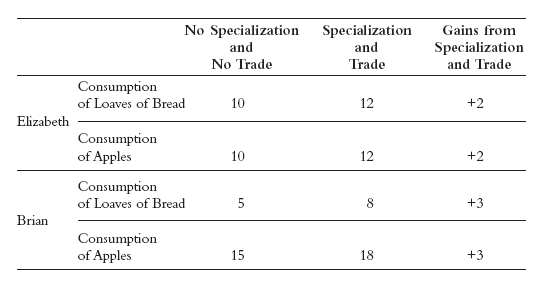 No Specialization and No Trade Specialization and Trade Gains from Specialization and Trade
Elizabeth
Consumption
of Loaves of Bread 10 12 +2
Consumption
of Apples 10 12 +2
Brian
Consumption
of Loaves of Bread 5 8 +3
Consumption
of Apples 15 18 +3